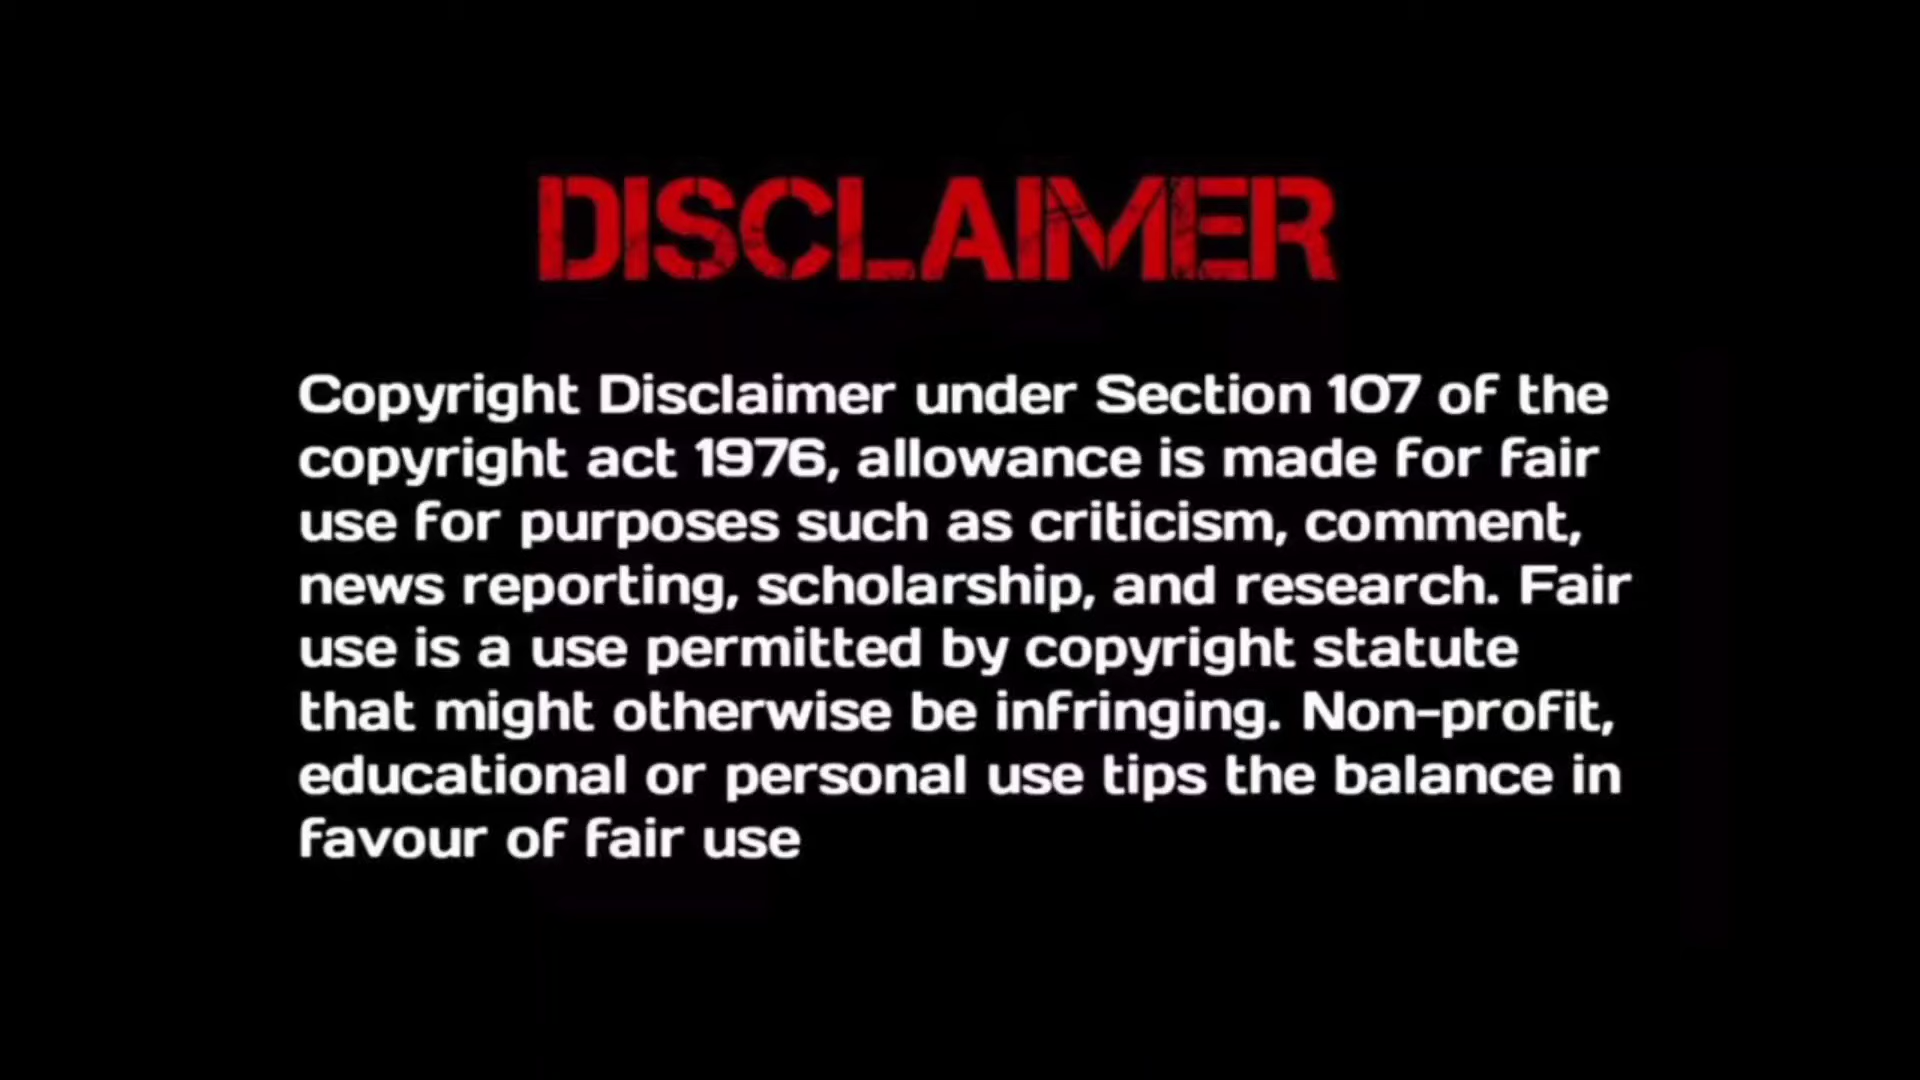 DISCLAIMER
Copyright Disclaimer under Section 107 of the
copyright act 1976, allowance is made for fair
use for purposes such as criticism, comment,
news reporting, scholarship, and research. Fair
use is a use permitted by copyright statute
that might otherwise be infringing. Non-profit,
educational or personal use tips the balance in
favour of fair use